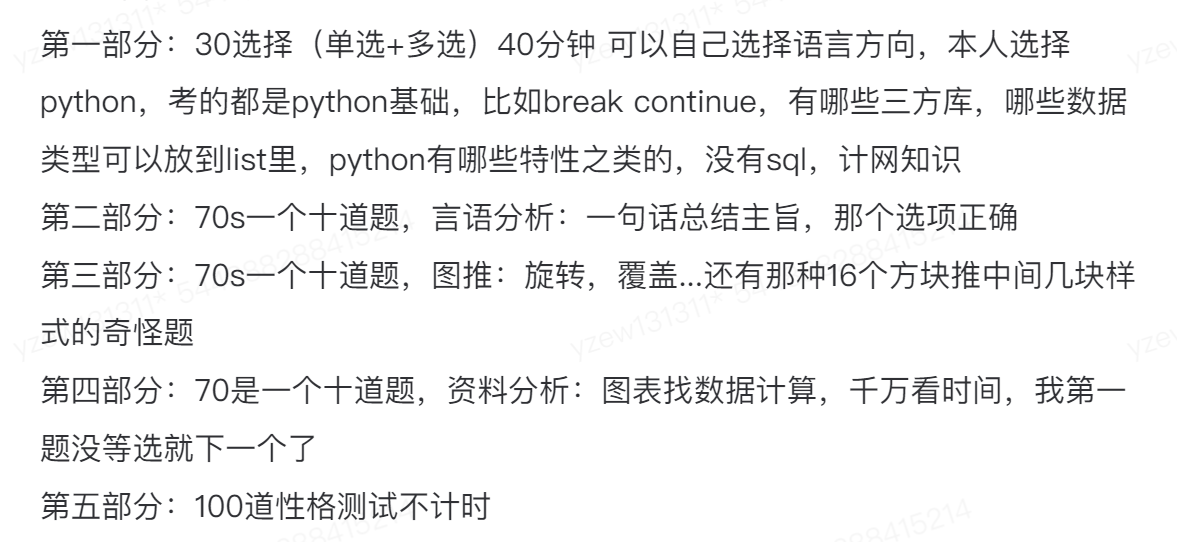 第一部分：30选择（单选+多选）40分钟 可以自己选择语言方向，本人选择
python，考的都是python基础，比如break continue，有哪些三方库，哪些数据
类型可以放到list里，python有哪些特性之类的，没有sql，计网知识
第二部分：70s一个十道题，言语分析：一句话总结主旨，那个选项正确
第三部分：70s一个十道题，图推：旋转，覆盖...还有那种16个方块推中间几块样
式的奇怪题
第四部分：70是一个十道题，资料分析：图表找数据计算，千万看时间，我第一
题没等选就下一个了
第五部分：100道性格测试不计时